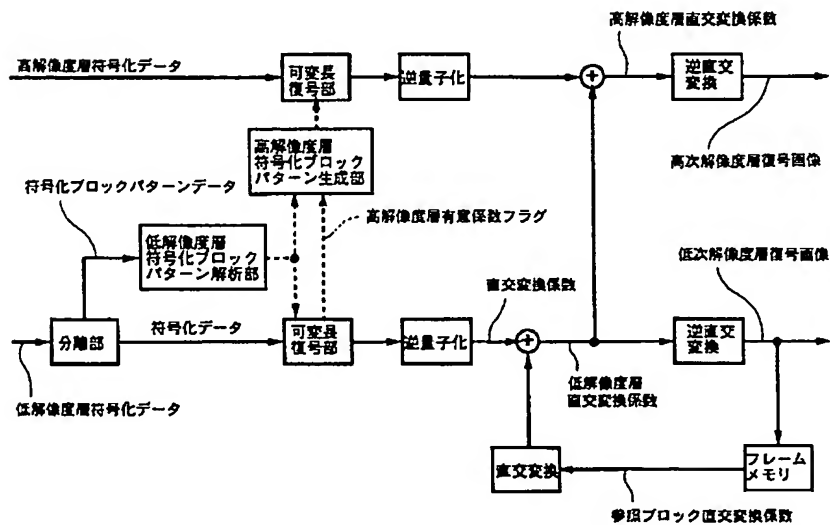 高解像度層直交変換係数
高解像度層符号化データ
可変長
復号部
逆量子化
逆直交
変換
高次解像度層復号画像
高解像度層
符号化ブロック
パターン生成部
符号化ブロックパターンデータ
高解像度層有意係数フラグ
低解像度層
符号化ブロック
パターン解析部
低次解像度層復号画像
直交変換係数
符号化データ
分離部
可変長
復号部
逆量子化
逆直交
変換
低解像度層符号化データ
低解像度層
直交変換係数
直交変換
フレーム
メモリ
参照ブロック直交変換係数